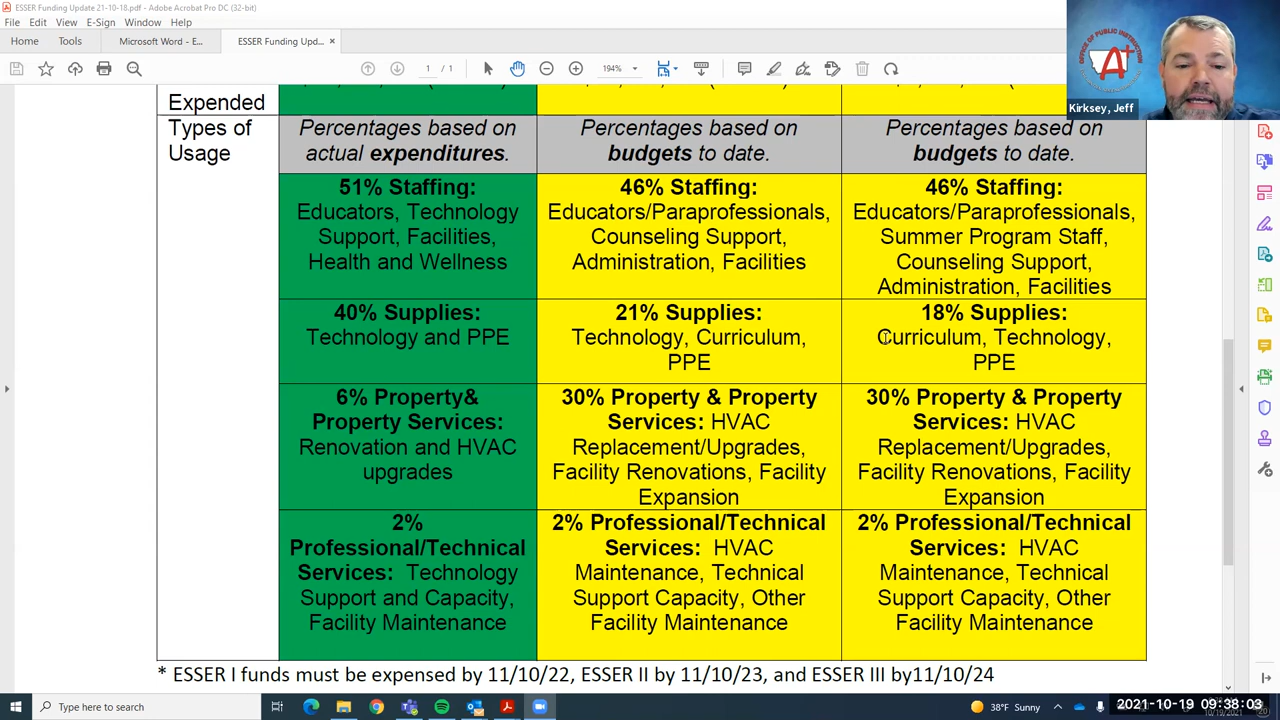 ESSER Funding Update 21-10-18.pdf - Adobe Acrobat Pro DC (32-bit)
File Edit View E-Sign Window Help
Home Tools Microsoft Word - E... ESSER Funding Upd... ×
1 / 1 194%
OFFICE OF PUBLIC INSTRUCTION
A+
Kirksey, Jeff
Expended
Types of Usage
Percentages based on actual expenditures.
Percentages based on budgets to date.
Percentages based on budgets to date.
51% Staffing:
Educators, Technology
Support, Facilities,
Health and Wellness
46% Staffing:
Educators/Paraprofessionals,
Counseling Support,
Administration, Facilities
46% Staffing:
Educators/Paraprofessionals,
Summer Program Staff,
Counseling Support,
Administration, Facilities
40% Supplies:
Technology and PPE
21% Supplies:
Technology, Curriculum,
PPE
18% Supplies:
Curriculum, Technology,
PPE
6% Property&
Property Services:
Renovation and HVAC
upgrades
30% Property & Property
Services: HVAC
Replacement/Upgrades,
Facility Renovations, Facility
Expansion
30% Property & Property
Services: HVAC
Replacement/Upgrades,
Facility Renovations, Facility
Expansion
2%
Professional/Technical
Services: Technology
Support and Capacity,
Facility Maintenance
2% Professional/Technical
Services: HVAC
Maintenance, Technical
Support Capacity, Other
Facility Maintenance
2% Professional/Technical
Services: HVAC
Maintenance, Technical
Support Capacity, Other
Facility Maintenance
* ESSER I funds must be expensed by 11/10/22, ESSER II by 11/10/23, and ESSER III by11/10/24
Type here to search
38°F Sunny
2021-10-19 09:38:03